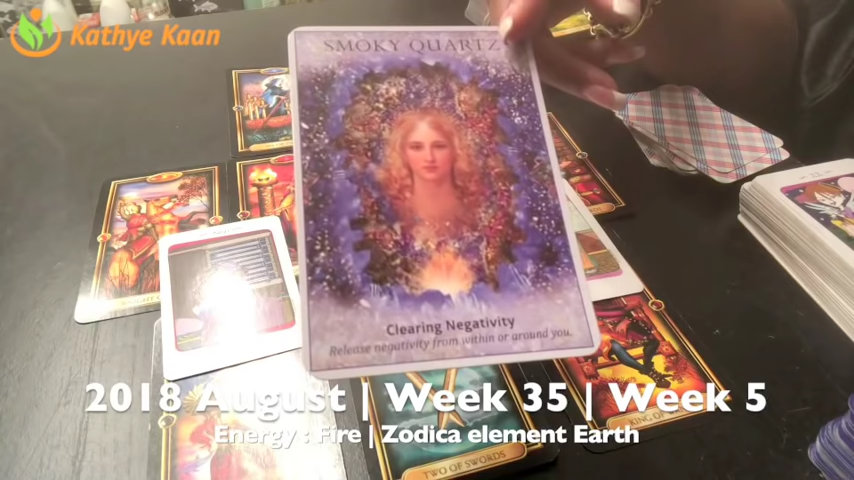 Kathye Kaan
SMOKY QUARTZ
Clearing Negativity
Release negativity from within or around you.
2018 August | Week 35 | Week 5
Energy : Fire | Zodica element Earth
TWO OF SWORDS